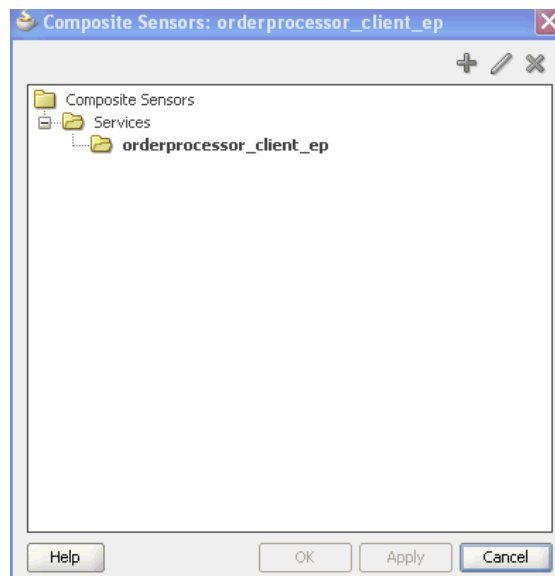 Composite Sensors: orderprocessor_client_ep
Composite Sensors
Services
orderprocessor_client_ep
Help OK Apply Cancel